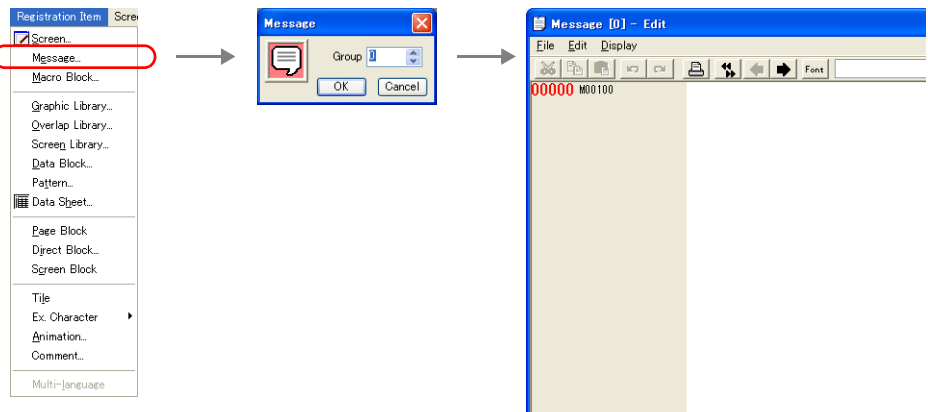 Registration Item Scre
Screen...
Message...
Macro Block...
Graphic Library...
Overlap Library...
Screen Library...
Data Block...
Pattern...
Data Sheet...
Page Block
Direct Block...
Screen Block
Tile
Ex. Character
Animation...
Comment...
Multi-language
Message
Group 0
OK Cancel
Message [0] - Edit
File Edit Display
Font
00000 M00100